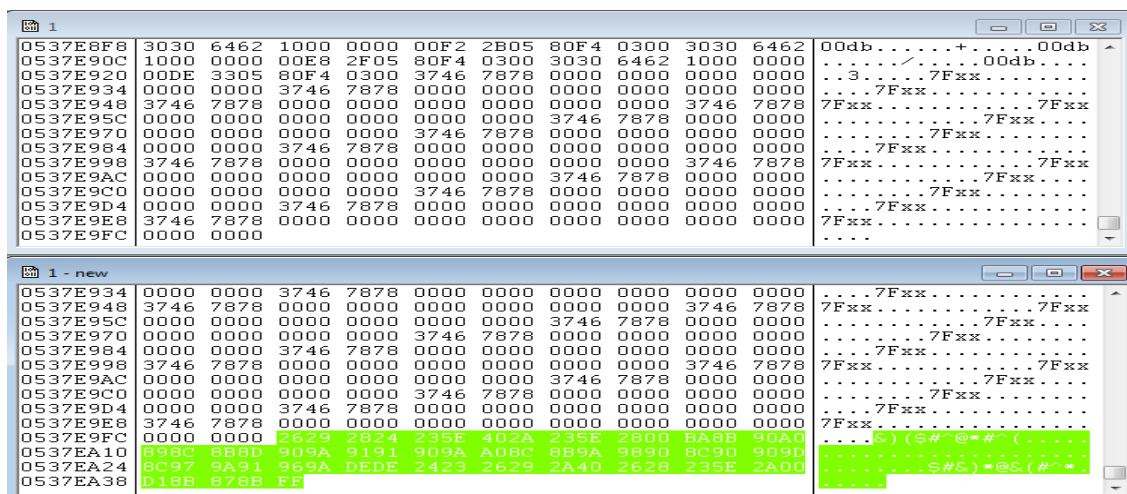 1
0537E8F8 3030 6462 1000 0000 00F2 2B05 80F4 0300 3030 6462 00db......+.....00db
0537E90C 1000 0000 00E8 2F05 80F4 0300 3030 6462 1000 0000 ....../.....00db....
0537E920 00DE 3305 80F4 0300 3746 7878 0000 0000 0000 0000 ..3.....7Fxx........
0537E934 0000 0000 3746 7878 0000 0000 0000 0000 0000 0000 ....7Fxx............
0537E948 3746 7878 0000 0000 0000 0000 0000 0000 3746 7878 7Fxx............7Fxx
0537E95C 0000 0000 0000 0000 0000 0000 3746 7878 0000 0000 ............7Fxx....
0537E970 0000 0000 0000 0000 3746 7878 0000 0000 0000 0000 ........7Fxx........
0537E984 0000 0000 3746 7878 0000 0000 0000 0000 0000 0000 ....7Fxx............
0537E998 3746 7878 0000 0000 0000 0000 0000 0000 3746 7878 7Fxx............7Fxx
0537E9AC 0000 0000 0000 0000 0000 0000 3746 7878 0000 0000 ............7Fxx....
0537E9C0 0000 0000 0000 0000 3746 7878 0000 0000 0000 0000 ........7Fxx........
0537E9D4 0000 0000 3746 7878 0000 0000 0000 0000 0000 0000 ....7Fxx............
0537E9E8 3746 7878 0000 0000 0000 0000 0000 0000 0000 0000 7Fxx................
0537E9FC 0000 0000 ....
1 - new
0537E934 0000 0000 3746 7878 0000 0000 0000 0000 0000 0000 ....7Fxx............
0537E948 3746 7878 0000 0000 0000 0000 0000 0000 3746 7878 7Fxx............7Fxx
0537E95C 0000 0000 0000 0000 0000 0000 3746 7878 0000 0000 ............7Fxx....
0537E970 0000 0000 0000 0000 3746 7878 0000 0000 0000 0000 ........7Fxx........
0537E984 0000 0000 3746 7878 0000 0000 0000 0000 0000 0000 ....7Fxx............
0537E998 3746 7878 0000 0000 0000 0000 0000 0000 3746 7878 7Fxx............7Fxx
0537E9AC 0000 0000 0000 0000 0000 0000 3746 7878 0000 0000 ............7Fxx....
0537E9C0 0000 0000 0000 0000 3746 7878 0000 0000 0000 0000 ........7Fxx........
0537E9D4 0000 0000 3746 7878 0000 0000 0000 0000 0000 0000 ....7Fxx............
0537E9E8 3746 7878 0000 0000 0000 0000 0000 0000 0000 0000 7Fxx................
0537E9FC 0000 0000 2629 2824 235E 402A 235E 2800 BA8B 90A0 ....&)($#^@*#^(.....
0537EA10 898C 8B8D 909A 9191 909A A08C 8B9A 9890 8C90 909D ....................
0537EA24 8C97 9A91 969A DEDE 2423 2629 2A40 2628 235E 2A00 ........$#&)*@&(#^*.
0537EA38 D18B 878B FF .....